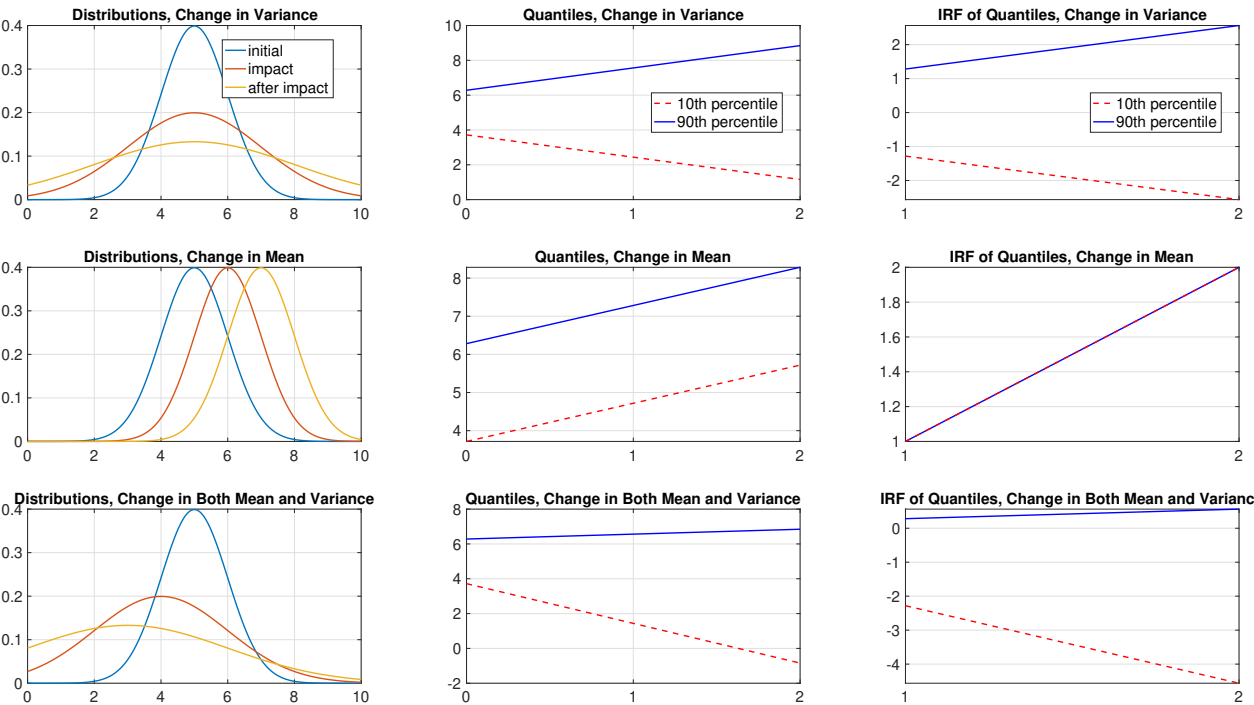 Distributions, Change in Variance
0.4
0.3
0.2
0.1
0
0 2 4 6 8 10
initial
impact
after impact
Quantiles, Change in Variance
10
8
6
4
2
0
0 1 2
10th percentile
90th percentile
IRF of Quantiles, Change in Variance
2
1
0
-1
-2
1 2
10th percentile
90th percentile
Distributions, Change in Mean
0.4
0.3
0.2
0.1
0
0 2 4 6 8 10
Quantiles, Change in Mean
8
7
6
5
4
0 1 2
IRF of Quantiles, Change in Mean
2
1.8
1.6
1.4
1.2
1
1 2
Distributions, Change in Both Mean and Variance
0.4
0.3
0.2
0.1
0
0 2 4 6 8 10
Quantiles, Change in Both Mean and Variance
8
6
4
2
0
-2
0 1 2
IRF of Quantiles, Change in Both Mean and Varianc
0
-1
-2
-3
-4
1 2